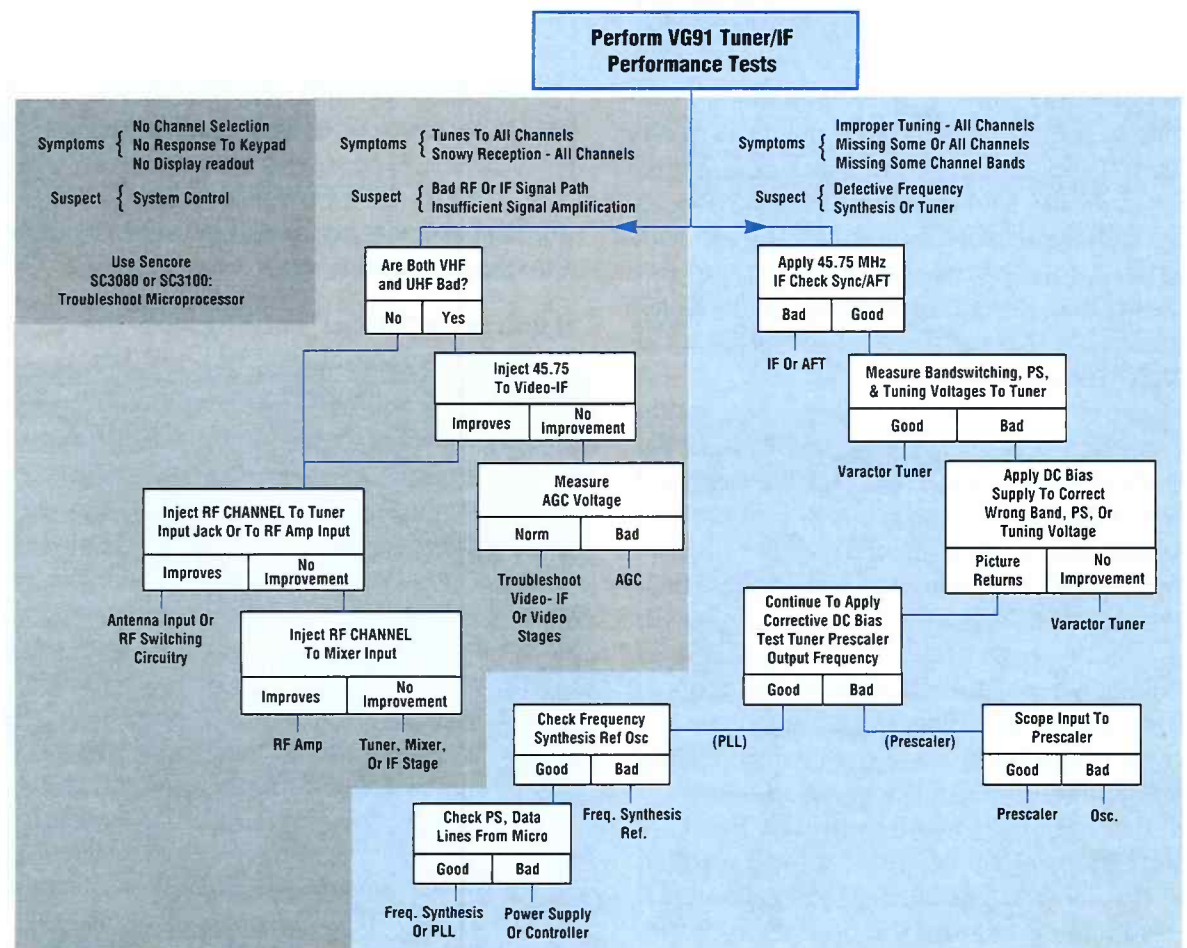 Perform VG91 Tuner/IF
Performance Tests
Symptoms { No Channel Selection
No Response To Keypad
No Display readout
Suspect { System Control
Use Sencore
SC3080 or SC3100:
Troubleshoot Microprocessor
Symptoms { Tunes To All Channels
Snowy Reception - All Channels
Suspect { Bad RF Or IF Signal Path
Insufficient Signal Amplification
Symptoms { Improper Tuning - All Channels
Missing Some Or All Channels
Missing Some Channel Bands
Suspect { Defective Frequency
Synthesis Or Tuner
Are Both VHF
and UHF Bad?
No Yes
Inject 45.75
To Video-IF
Improves No
Improvement
Measure
AGC Voltage
Norm Bad
Troubleshoot
Video- IF
Or Video
Stages
AGC
Inject RF CHANNEL To Tuner
Input Jack Or To RF Amp Input
Improves No
Improvement
Antenna Input Or
RF Switching
Circuitry
Inject RF CHANNEL
To Mixer Input
Improves No
Improvement
RF Amp
Tuner, Mixer,
Or IF Stage
Apply 45.75 MHz
IF Check Sync/AFT
Bad Good
IF Or AFT
Measure Bandswitching, PS,
& Tuning Voltages To Tuner
Good Bad
Varactor Tuner
Apply DC Bias
Supply To Correct
Wrong Band, PS, Or
Tuning Voltage
Picture
Returns
No
Improvement
Varactor Tuner
Continue To Apply
Corrective DC Bias
Test Tuner Prescaler
Output Frequency
Good Bad
(PLL)
(Prescaler)
Check Frequency
Synthesis Ref Osc
Good Bad
Freq. Synthesis
Ref.
Scope Input To
Prescaler
Good Bad
Prescaler
Osc.
Check PS, Data
Lines From Micro
Good Bad
Freq. Synthesis
Or PLL
Power Supply
Or Controller